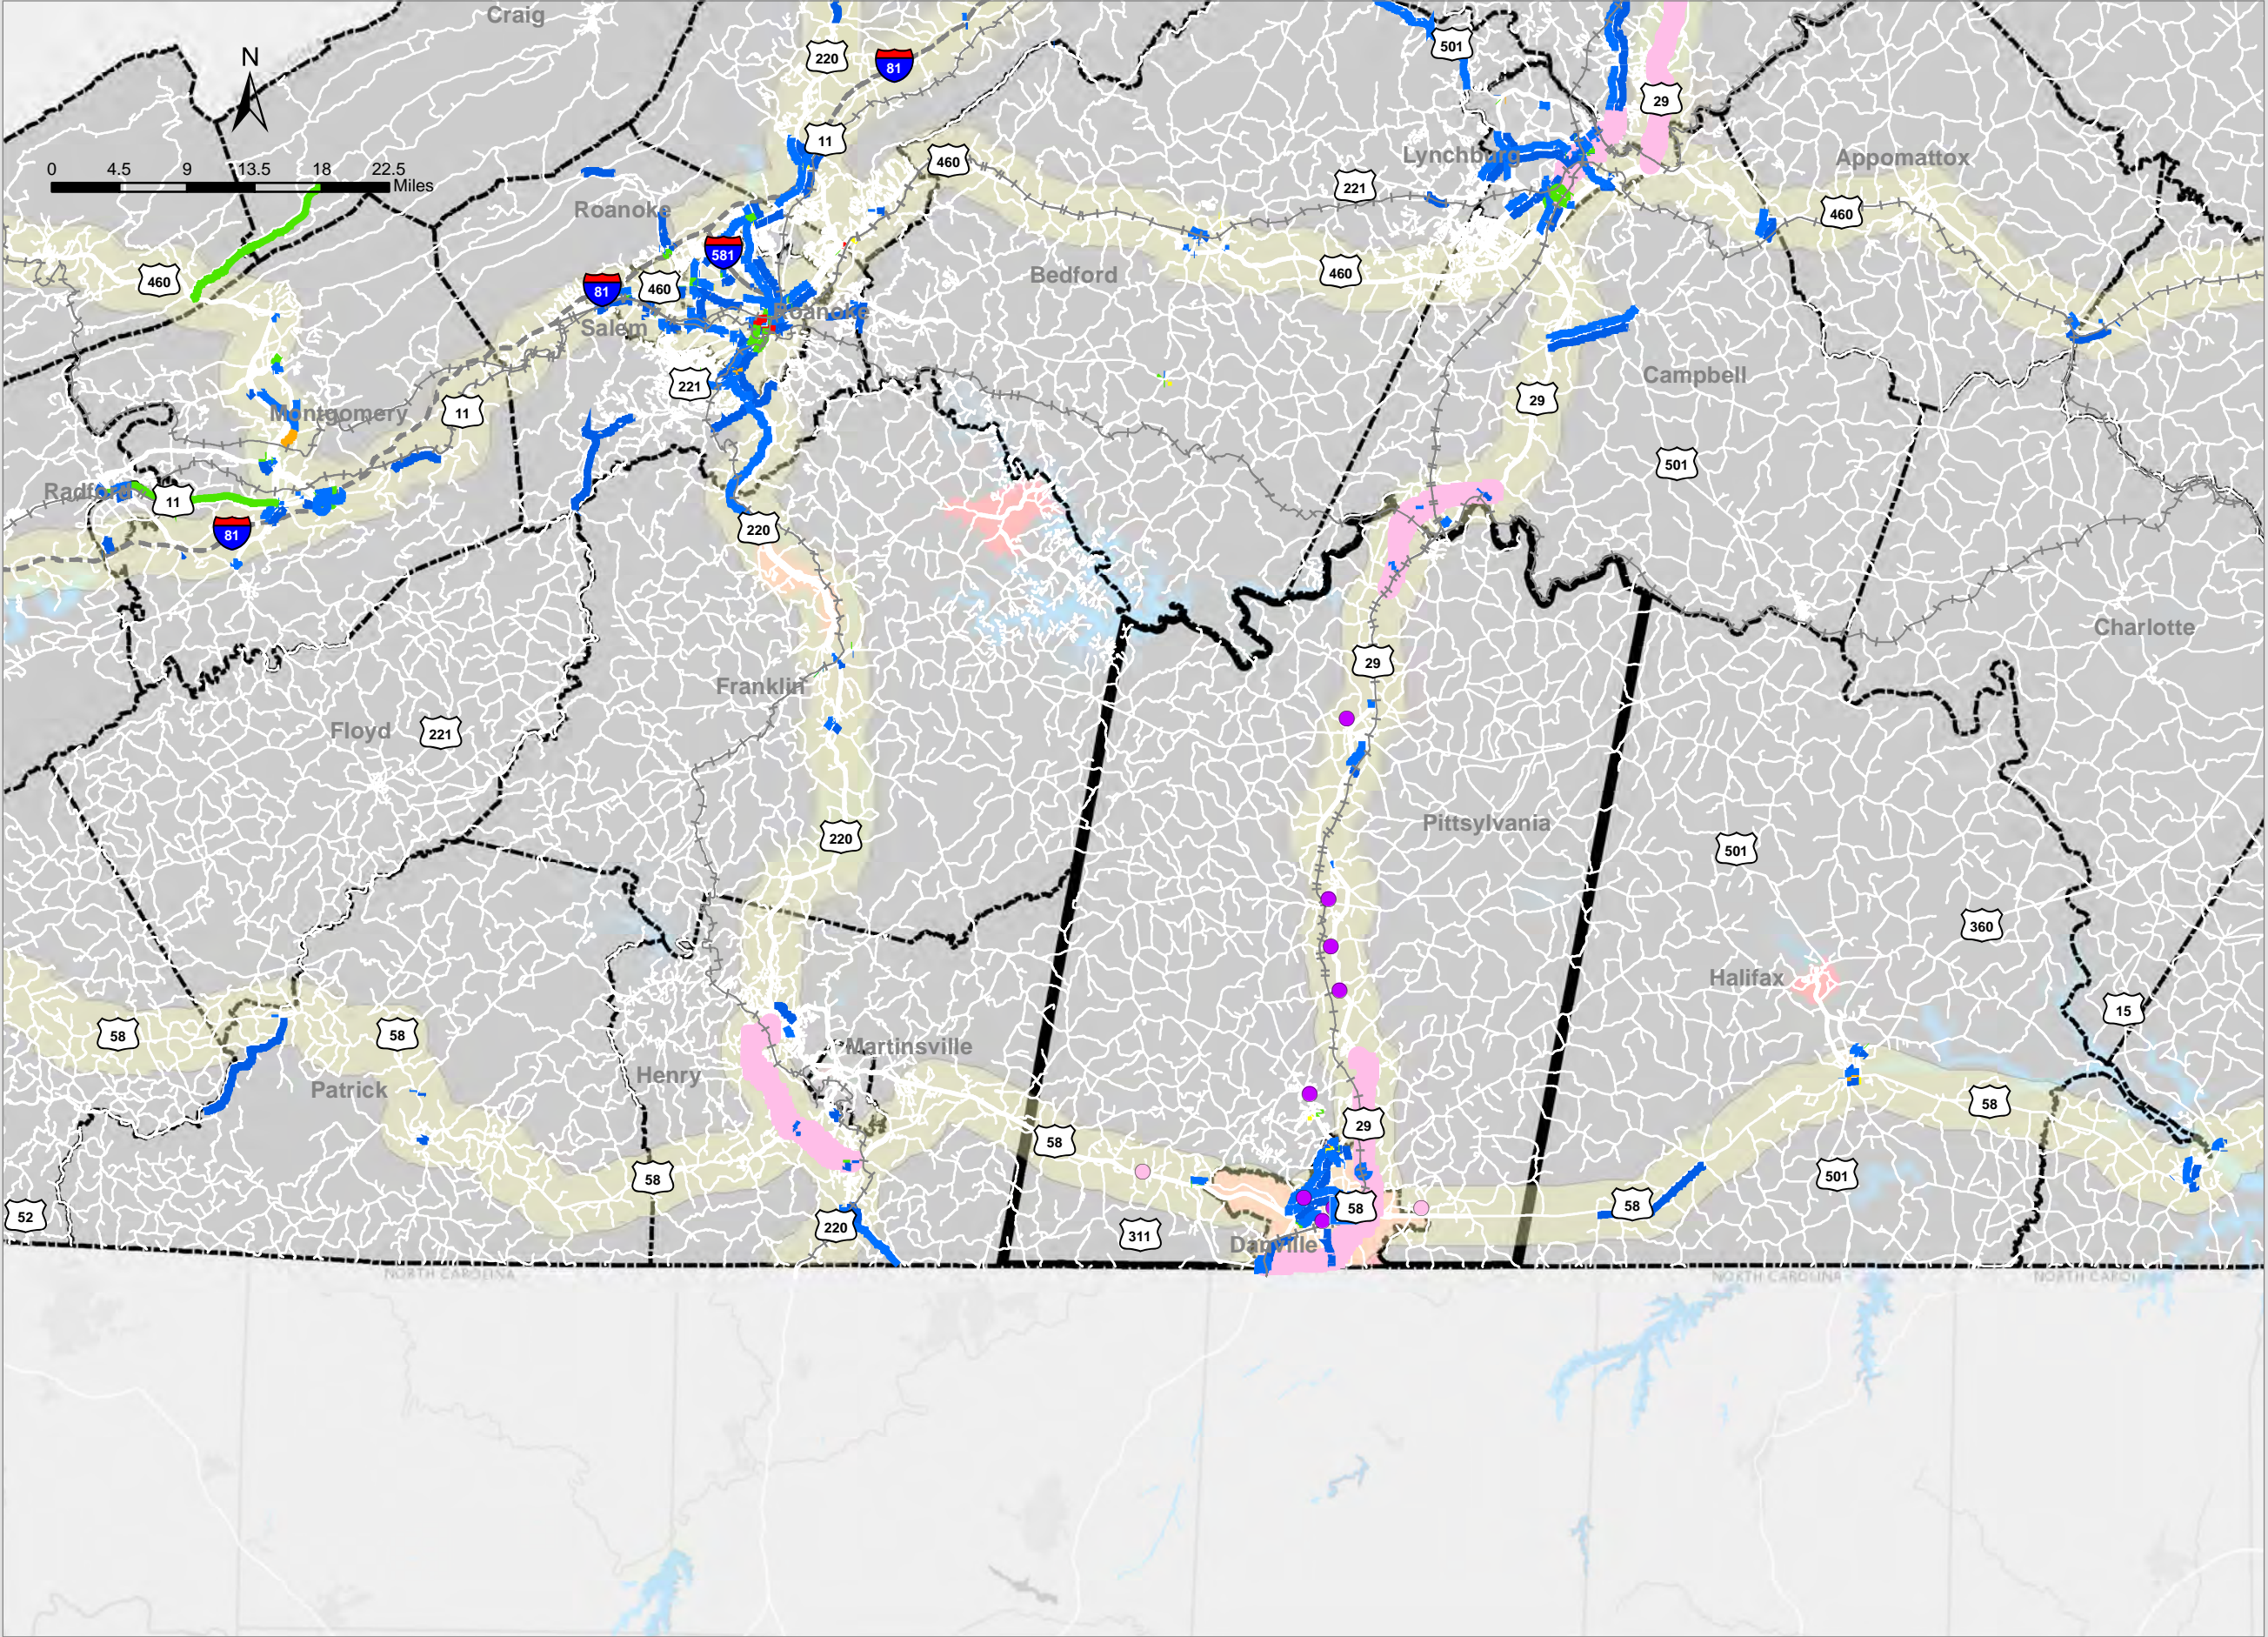 Craig
501
220
81
N
29
11
Lynchburg
Appomattox
460
0 4.5 9 13.5 18 22.5
Miles
221
Roanoke
460
581
Bedford
460
460
81
460
Roanoke
Salem
Campbell
221
29
Montgomery
11
501
Radford
11
81
220
Charlotte
29
Franklin
Floyd
221
Pittsylvania
220
501
360
Halifax
15
58
58
Martinsville
Henry
Patrick
58
29
58
58
501
58
58
58
52
220
311
Danville
NORTH CAROLINA
NORTH CAROLINA